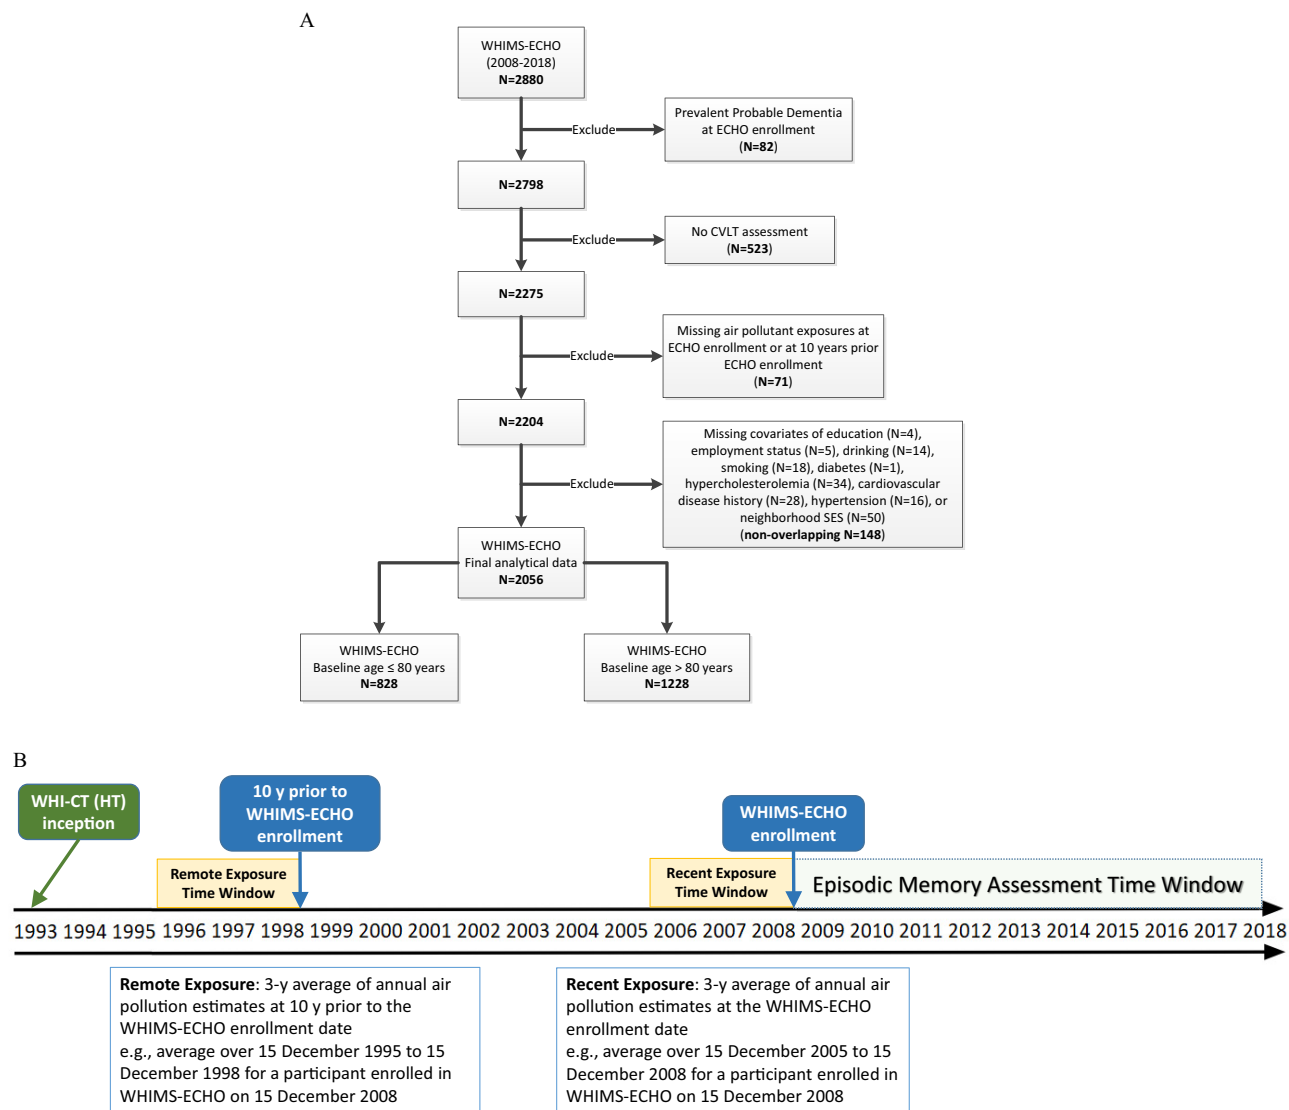 A
WHIMS-ECHO
(2008-2018)
N=2880
Exclude
Prevalent Probable Dementia
at ECHO enrollment
(N=82)
N=2798
Exclude
No CVLT assessment
(N=523)
N=2275
Exclude
Missing air pollutant exposures at
ECHO enrollment or at 10 years prior
ECHO enrollment
(N=71)
N=2204
Exclude
Missing covariates of education (N=4),
employment status (N=5), drinking (N=14),
smoking (N=18), diabetes (N=1),
hypercholesterolemia (N=34), cardiovascular
disease history (N=28), hypertension (N=16), or
neighborhood SES (N=50)
(non-overlapping N=148)
WHIMS-ECHO
Final analytical data
N=2056
WHIMS-ECHO
Baseline age ≤ 80 years
N=828
WHIMS-ECHO
Baseline age > 80 years
N=1228
B
WHI-CT (HT)
inception
10 y prior to
WHIMS-ECHO
enrollment
WHIMS-ECHO
enrollment
Remote Exposure
Time Window
Recent Exposure
Time Window
Episodic Memory Assessment Time Window
1993 1994 1995 1996 1997 1998 1999 2000 2001 2002 2003 2004 2005 2006 2007 2008 2009 2010 2011 2012 2013 2014 2015 2016 2017 2018
Remote Exposure: 3-y average of annual air
pollution estimates at 10 y prior to the
WHIMS-ECHO enrollment date
e.g., average over 15 December 1995 to 15
December 1998 for a participant enrolled in
WHIMS-ECHO on 15 December 2008
Recent Exposure: 3-y average of annual air
pollution estimates at the WHIMS-ECHO
enrollment date
e.g., average over 15 December 2005 to 15
December 2008 for a participant enrolled in
WHIMS-ECHO on 15 December 2008